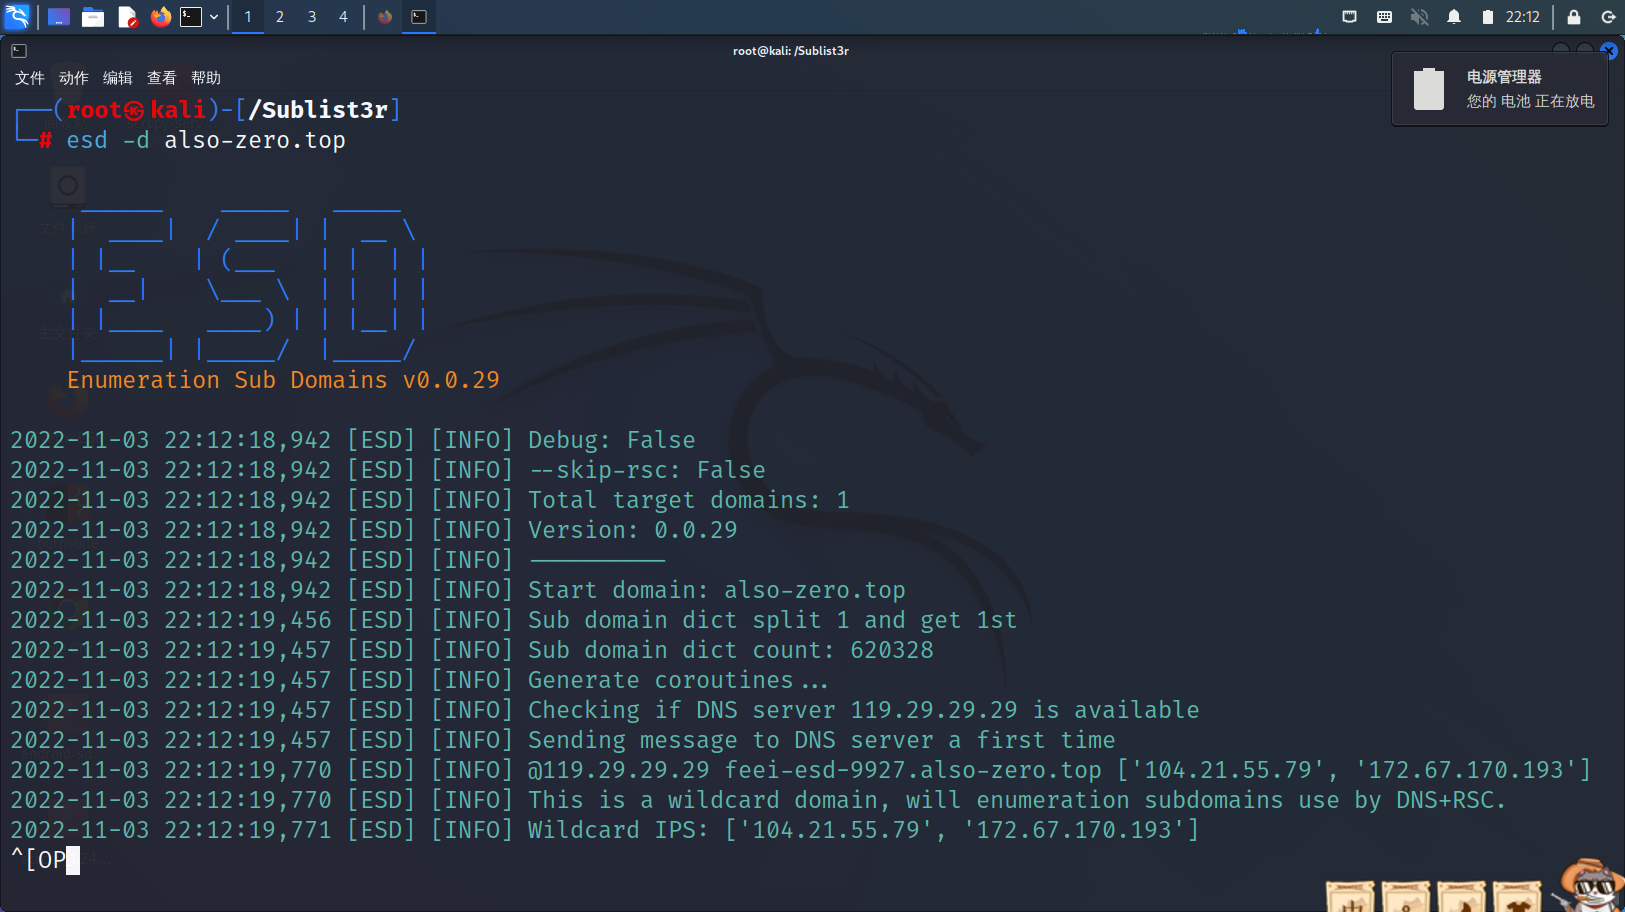 1 2 3 4 22:12
root@kali: /Sublist3r
文件 动作 编辑 查看 帮助
电源管理器
您的 电池 正在放电
(root㉿kali)-[/Sublist3r]
# esd -d also-zero.top
Enumeration Sub Domains v0.0.29
2022-11-03 22:12:18,942 [ESD] [INFO] Debug: False
2022-11-03 22:12:18,942 [ESD] [INFO] --skip-rsc: False
2022-11-03 22:12:18,942 [ESD] [INFO] Total target domains: 1
2022-11-03 22:12:18,942 [ESD] [INFO] Version: 0.0.29
2022-11-03 22:12:18,942 [ESD] [INFO] ----------
2022-11-03 22:12:18,942 [ESD] [INFO] Start domain: also-zero.top
2022-11-03 22:12:19,456 [ESD] [INFO] Sub domain dict split 1 and get 1st
2022-11-03 22:12:19,457 [ESD] [INFO] Sub domain dict count: 620328
2022-11-03 22:12:19,457 [ESD] [INFO] Generate coroutines...
2022-11-03 22:12:19,457 [ESD] [INFO] Checking if DNS server 119.29.29.29 is available
2022-11-03 22:12:19,457 [ESD] [INFO] Sending message to DNS server a first time
2022-11-03 22:12:19,770 [ESD] [INFO] @119.29.29.29 feei-esd-9927.also-zero.top ['104.21.55.79', '172.67.170.193']
2022-11-03 22:12:19,770 [ESD] [INFO] This is a wildcard domain, will enumeration subdomains use by DNS+RSC.
2022-11-03 22:12:19,771 [ESD] [INFO] Wildcard IPS: ['104.21.55.79', '172.67.170.193']
^[OP